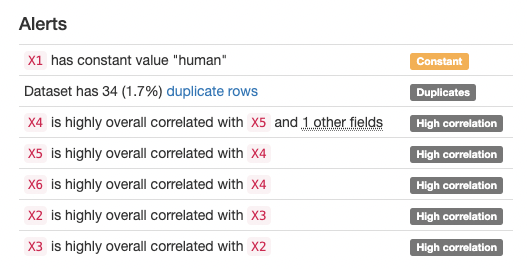 Alerts
X1 has constant value "human" Constant
Dataset has 34 (1.7%) duplicate rows Duplicates
X4 is highly overall correlated with X5 and 1 other fields High correlation
X5 is highly overall correlated with X4 High correlation
X6 is highly overall correlated with X4 High correlation
X2 is highly overall correlated with X3 High correlation
X3 is highly overall correlated with X2 High correlation